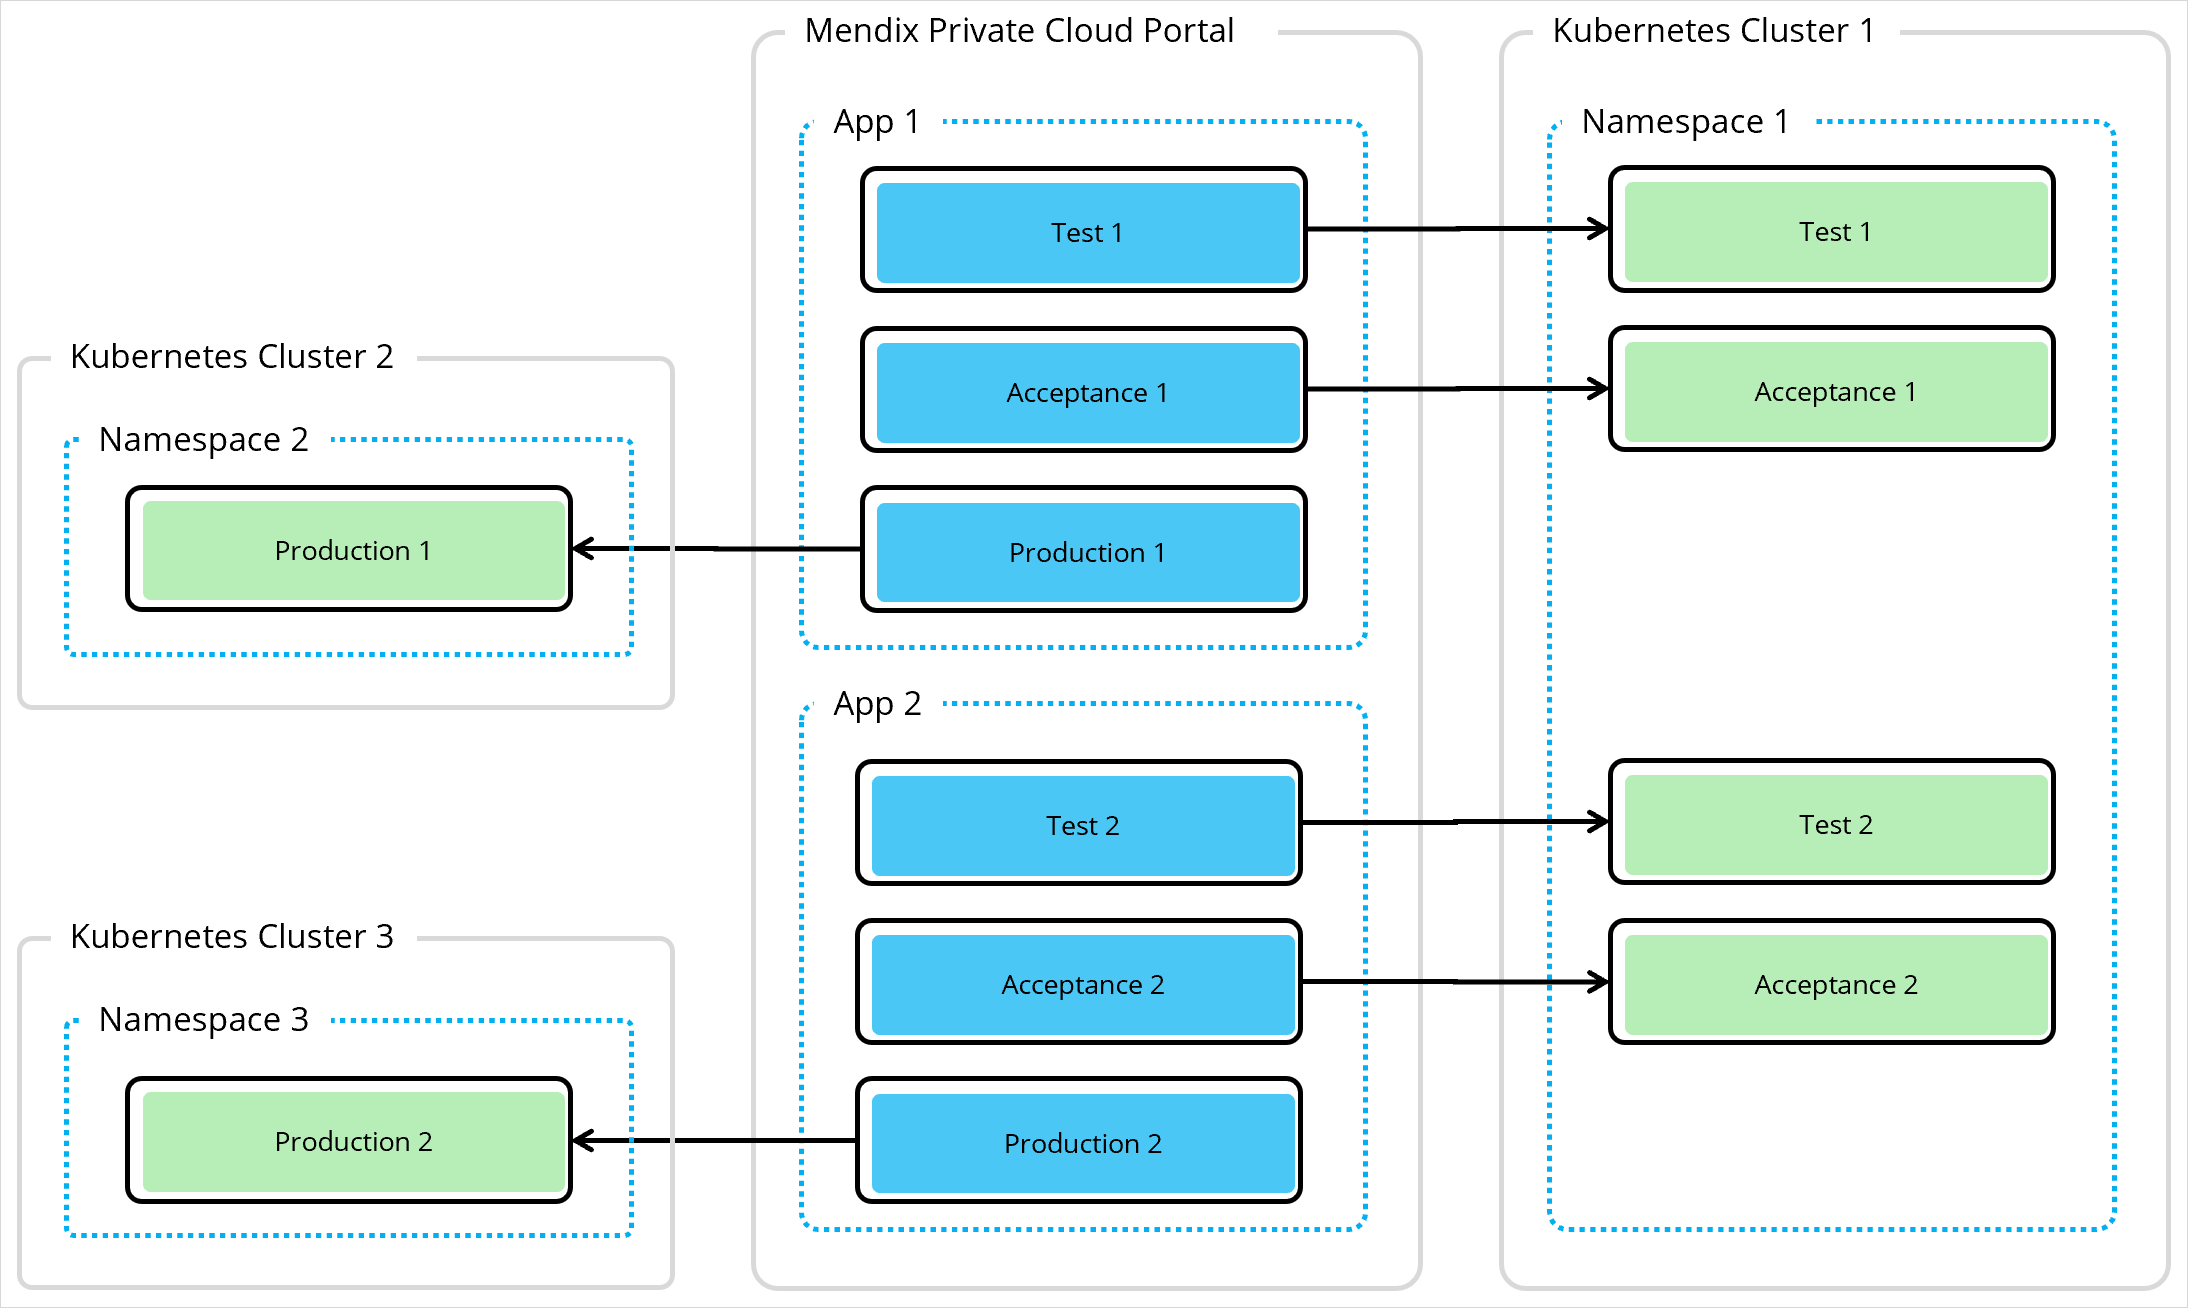 Mendix Private Cloud Portal
App 1
Test 1
Acceptance 1
Production 1
App 2
Test 2
Acceptance 2
Production 2
Kubernetes Cluster 1
Namespace 1
Test 1
Acceptance 1
Test 2
Acceptance 2
Kubernetes Cluster 2
Namespace 2
Production 1
Kubernetes Cluster 3
Namespace 3
Production 2